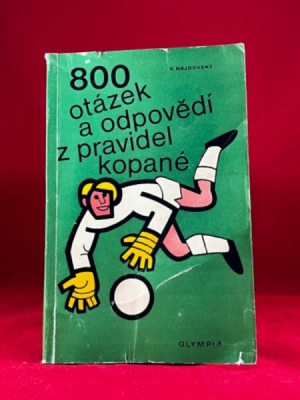 V. HAJDOVSKÝ
800
otázek
a odpovědí
z pravidel
kopané
OLYMPIA